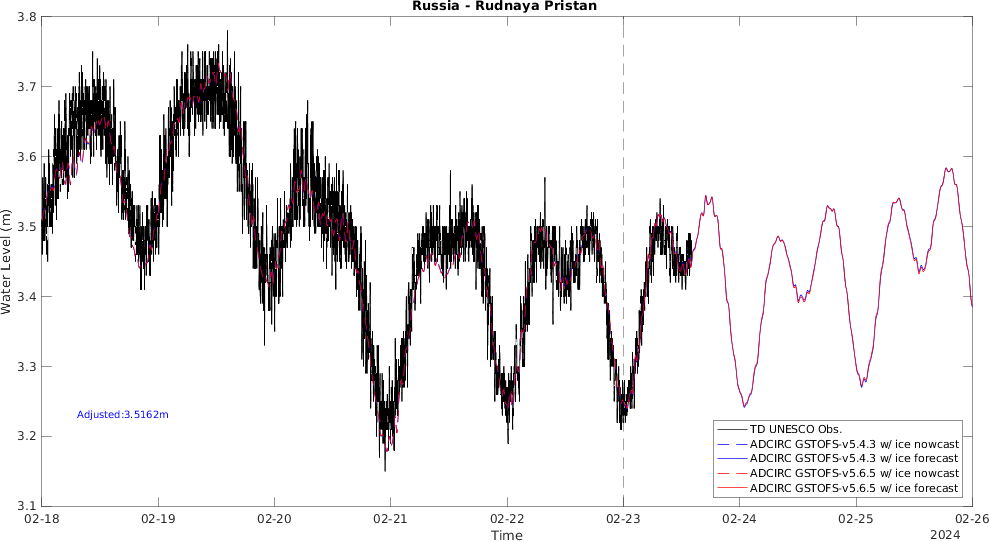 Russia - Rudnaya Pristan
3.8
3.7
3.6
3.5
3.4
3.3
3.2
3.1
Water Level (m)
Adjusted:3.5162m
TD UNESCO Obs.
ADCIRC GSTOFS-v5.4.3 w/ ice nowcast
ADCIRC GSTOFS-v5.4.3 w/ ice forecast
ADCIRC GSTOFS-v5.6.5 w/ ice nowcast
ADCIRC GSTOFS-v5.6.5 w/ ice forecast
02-18 02-19 02-20 02-21 02-22 02-23 02-24 02-25 02-26
Time
2024